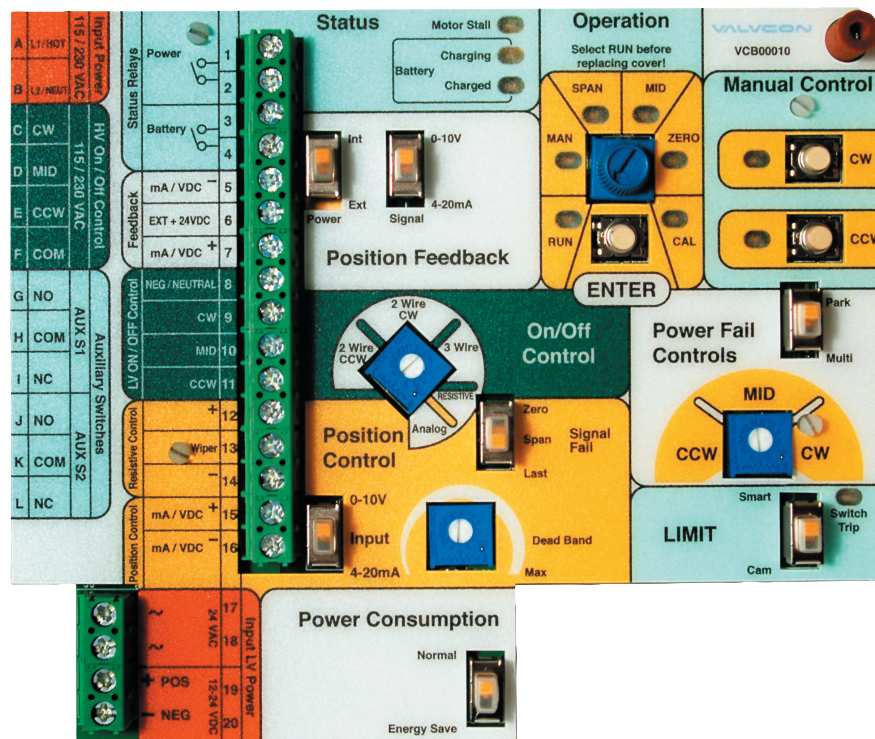 A L1/HOT
B L2/NEUT
115 / 230 VAC
Input Power
C CW
D MID
E CCW
F COM
115 / 230 VAC
HV On / Off Control
G NO
H COM
I NC
AUX S1
J NO
K COM
L NC
AUX S2
Auxiliary Switches
Status Relays
Power
1
2
Battery
3
4
Feedback
mA / VDC − 5
EXT + 24VDC 6
mA / VDC + 7
LV ON / OFF Control
NEG / NEUTRAL 8
CW 9
MID 10
CCW 11
Resistive Control
+ 12
Wiper 13
− 14
Position Control
mA / VDC + 15
mA / VDC − 16
Status
Motor Stall
Battery
Charging
Charged
Int
Ext
Power
0-10V
4-20mA
Signal
Position Feedback
Operation
Select RUN before
replacing cover!
SPAN
MID
MAN
ZERO
RUN
CAL
ENTER
VALVCON
VCB00010
Manual Control
CW
CCW
2 Wire
CW
2 Wire
CCW
3 Wire
RESISTIVE
Analog
On/Off
Control
Power Fail
Controls
Park
Multi
MID
CCW
CW
Position
Control
Zero
Span
Last
Signal
Fail
0-10V
Input
4-20mA
Dead Band
Max
LIMIT
Smart
Cam
Switch
Trip
~ 17
~ 18
24 VAC
+ POS 19
− NEG 20
12-24 VDC
Input LV Power
Power Consumption
Normal
Energy Save